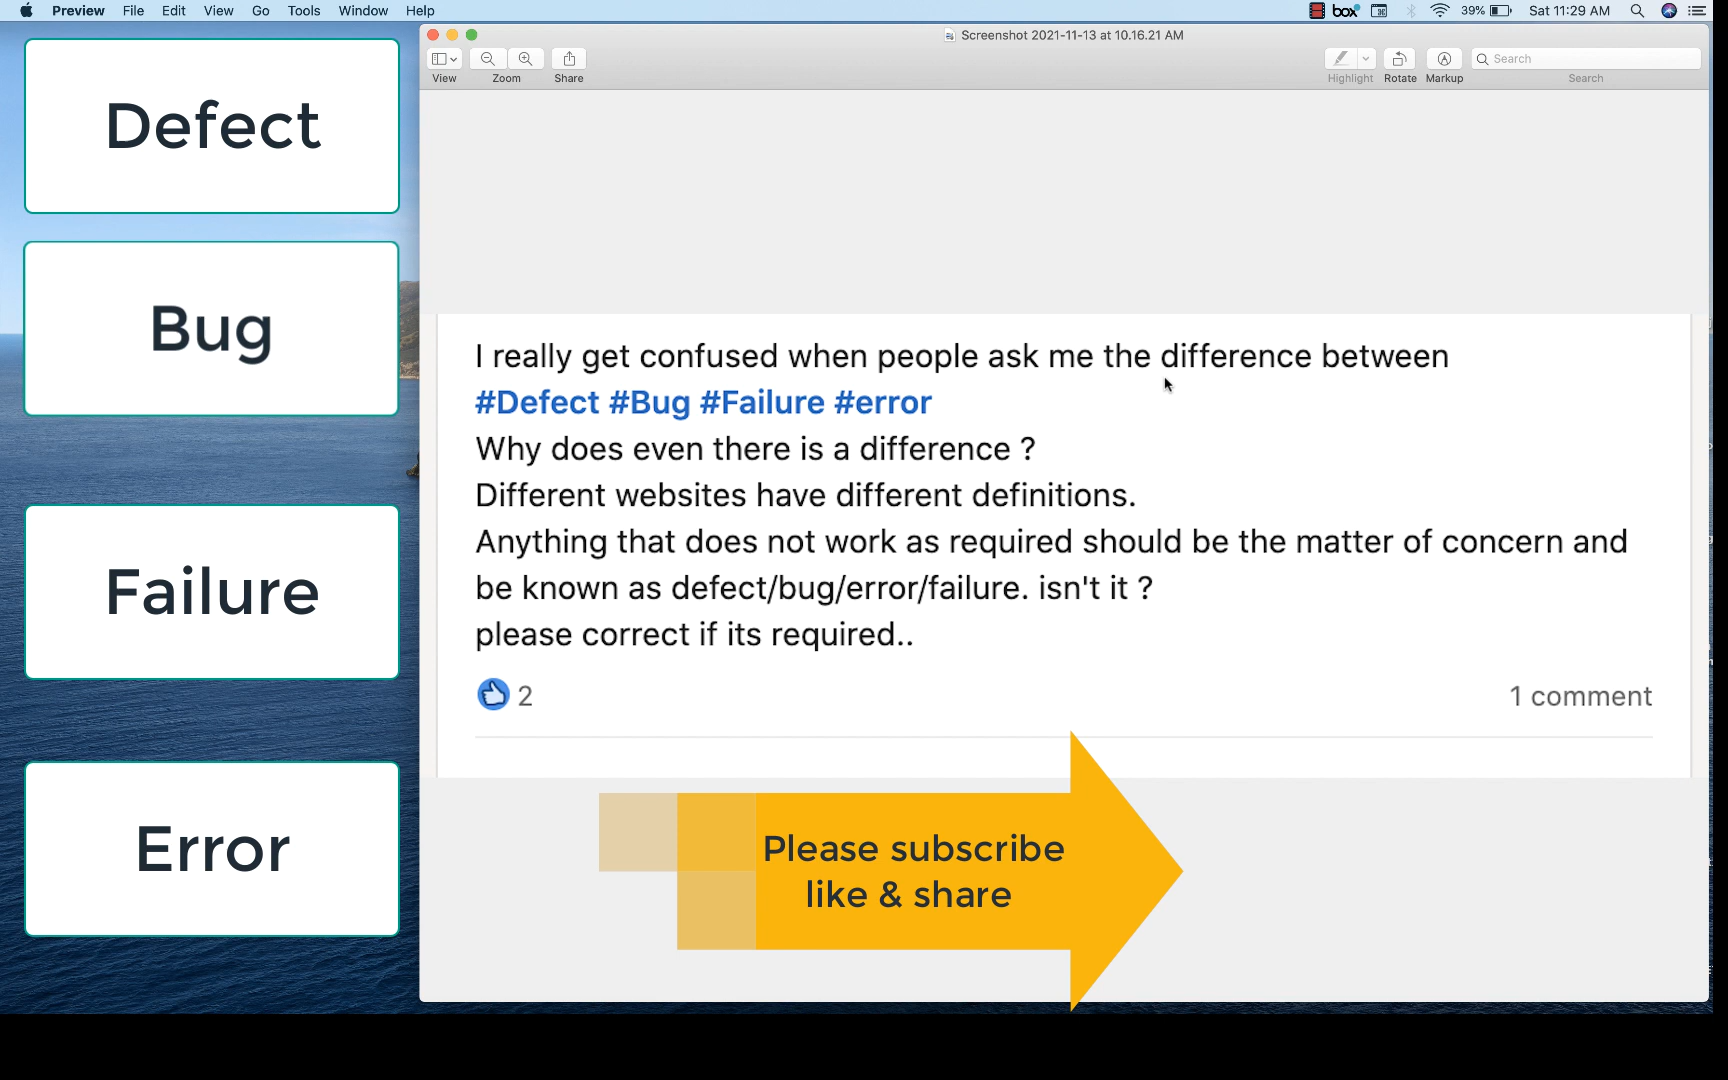 Preview File Edit View Go Tools Window Help
box 39% Sat 11:29 AM
Screenshot 2021-11-13 at 10.16.21 AM
View Zoom Share Highlight Rotate Markup Search
Search
Defect
Bug
Failure
Error
I really get confused when people ask me the difference between
#Defect #Bug #Failure #error
Why does even there is a difference ?
Different websites have different definitions.
Anything that does not work as required should be the matter of concern and
be known as defect/bug/error/failure. isn't it ?
please correct if its required..
2 1 comment
Please subscribe
like & share